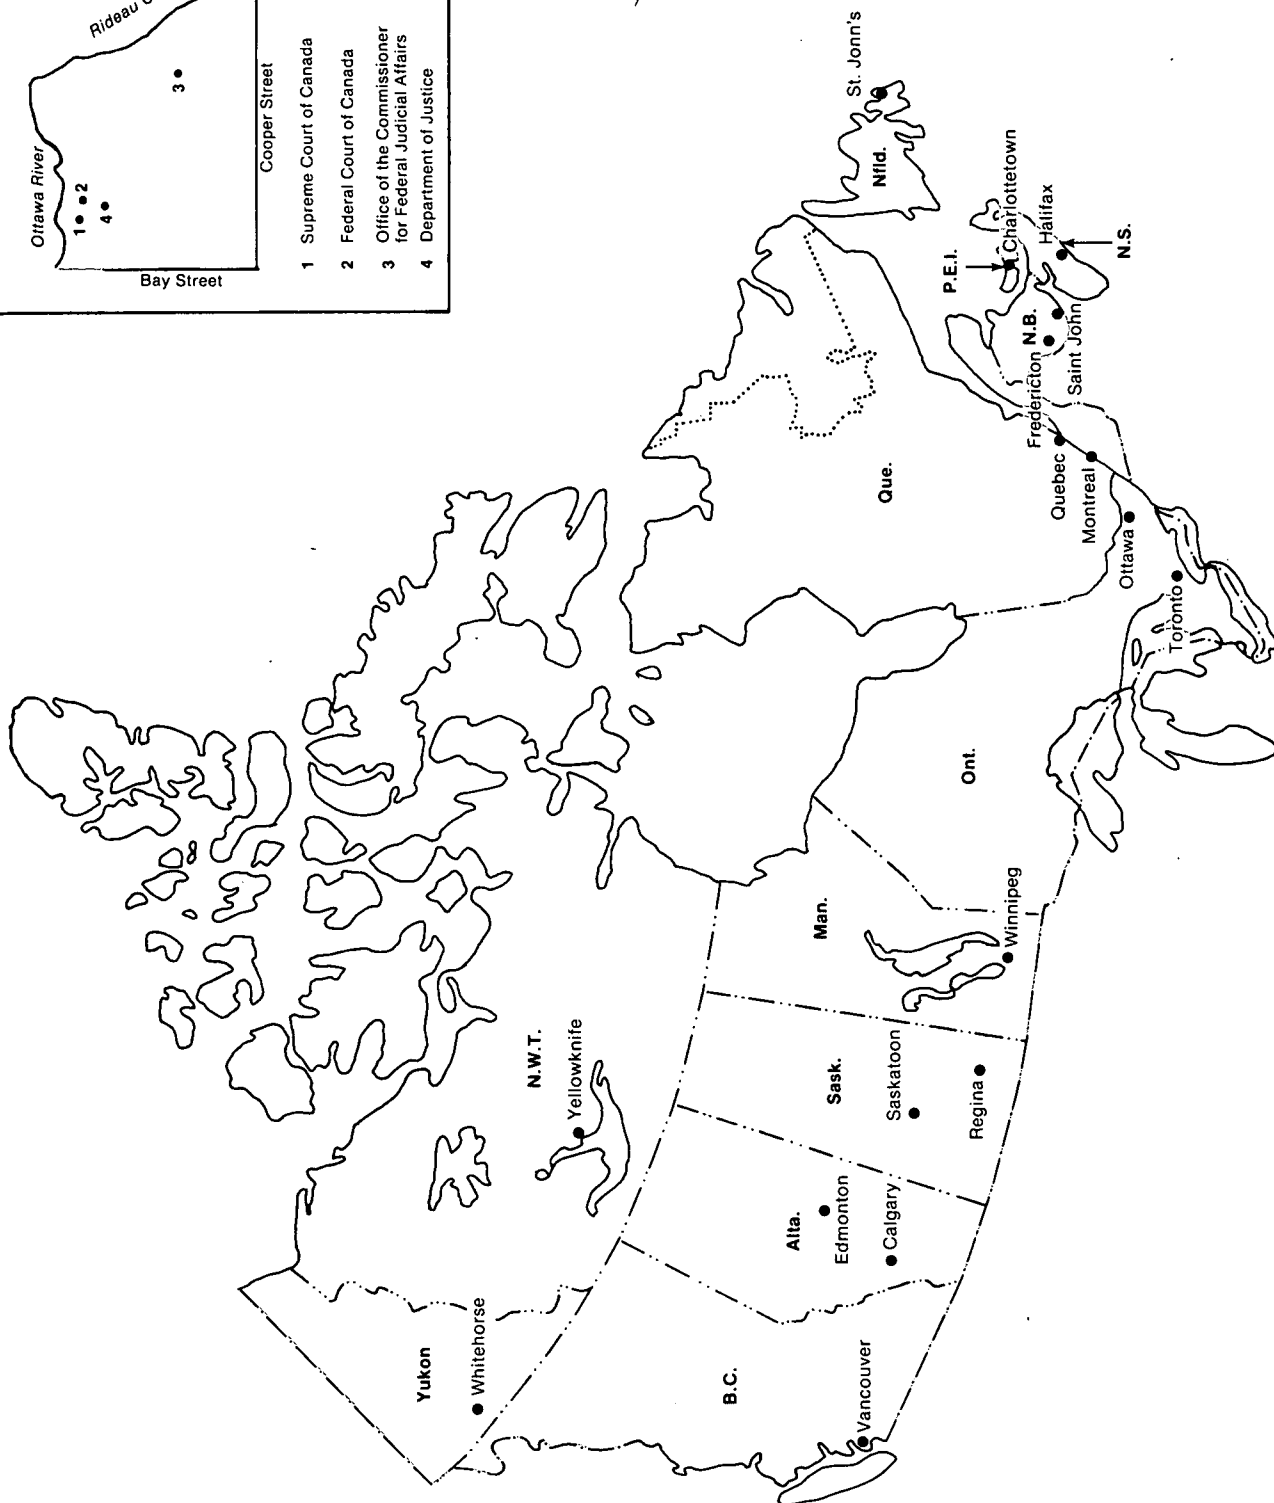 Ottawa River
Rideau
1
2
3
4
Bay Street
Cooper Street
1 Supreme Court of Canada
2 Federal Court of Canada
3 Office of the Commissioner
for Federal Judicial Affairs
4 Department of Justice
Yukon
Whitehorse
N.W.T.
Yellowknife
B.C.
Vancouver
Alta.
Edmonton
Calgary
Sask.
Saskatoon
Regina
Man.
Winnipeg
Ont.
Toronto
Ottawa
Que.
Montreal
Quebec
Fredericton
N.B.
Saint John
P.E.I.
Charlottetown
Halifax
N.S.
Nfld.
St. Jonn's